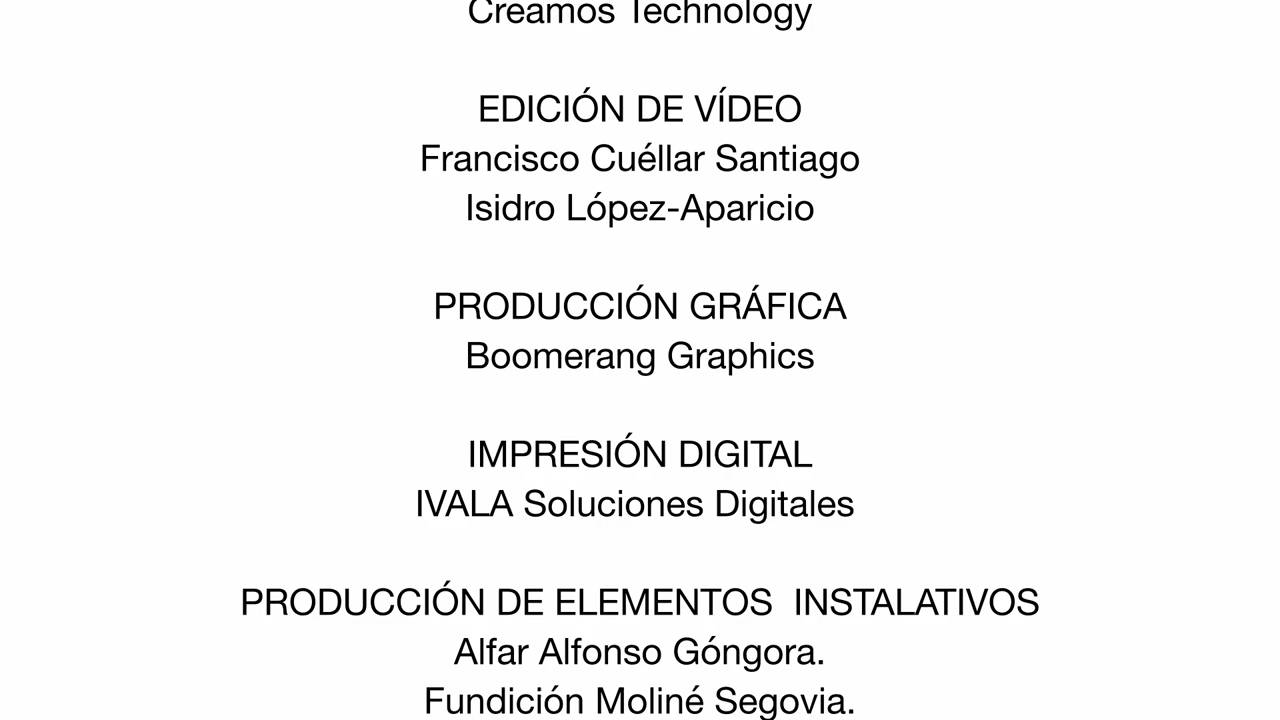 Creamos Technology
EDICIÓN DE VÍDEO
Francisco Cuéllar Santiago
Isidro López-Aparicio
PRODUCCIÓN GRÁFICA
Boomerang Graphics
IMPRESIÓN DIGITAL
IVALA Soluciones Digitales
PRODUCCIÓN DE ELEMENTOS  INSTALATIVOS
Alfar Alfonso Góngora.
Fundición Moliné Segovia.